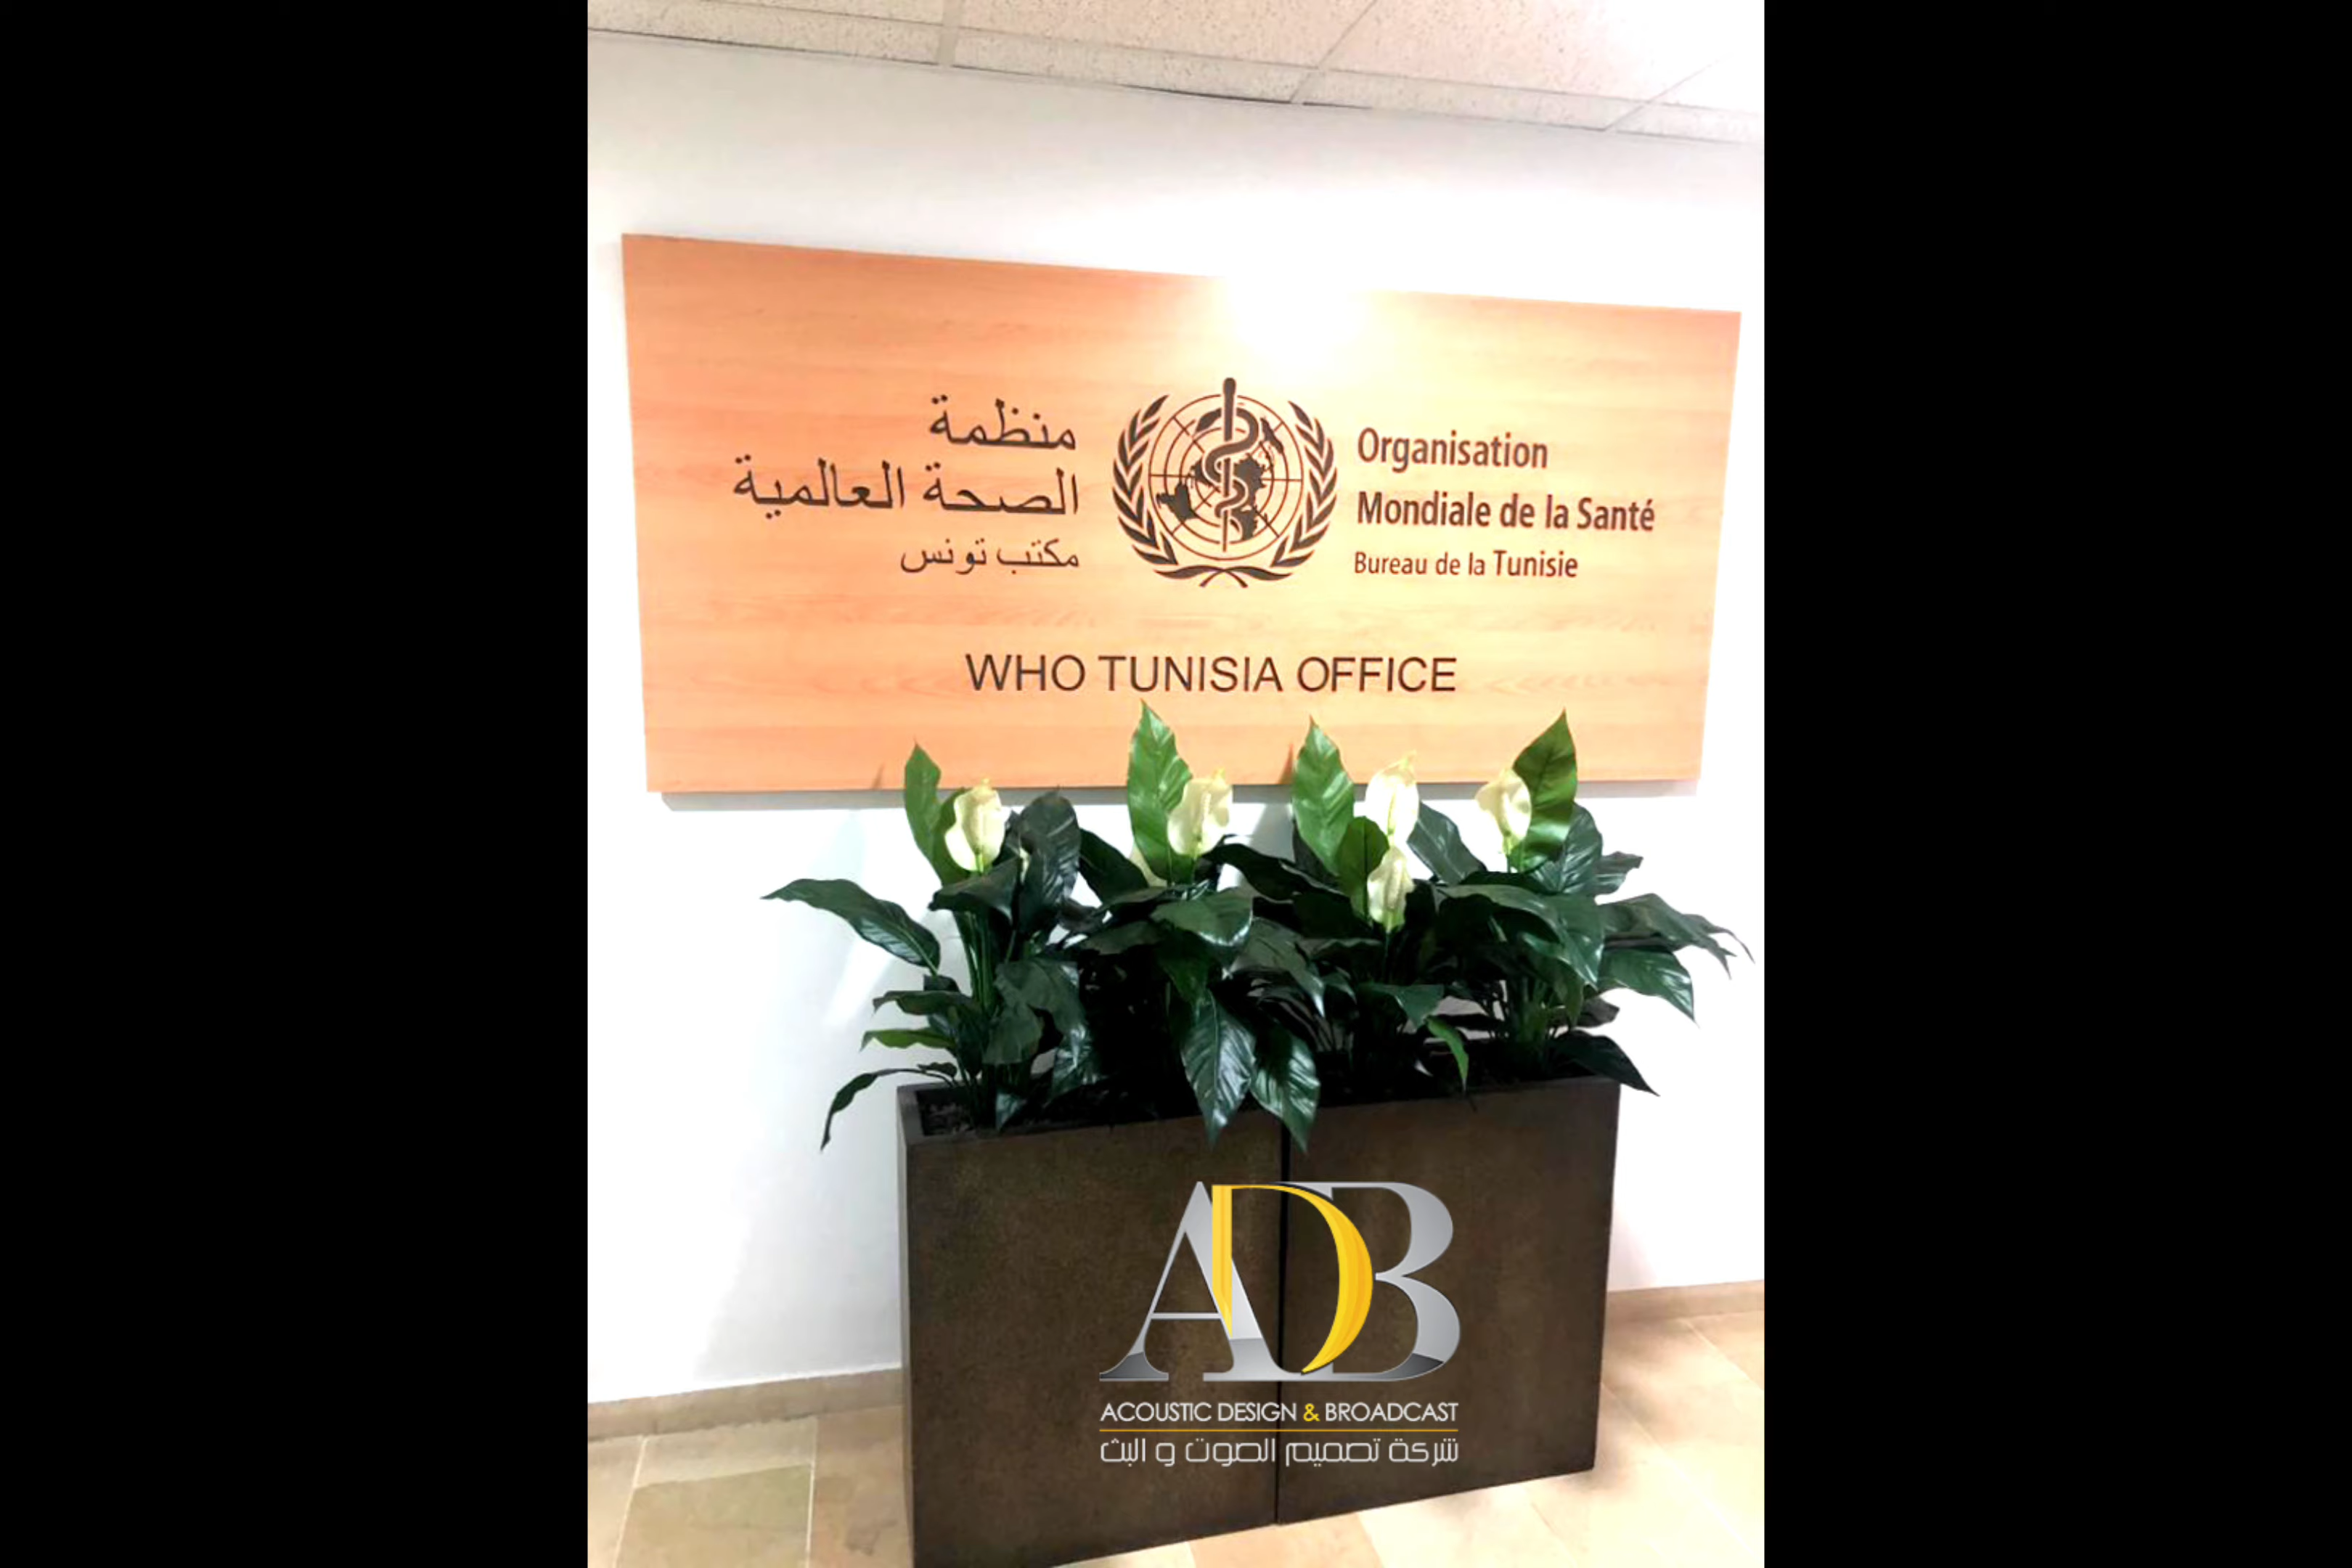 منظمة
الصحة العالمية
مكتب تونس
Organisation
Mondiale de la Santé
Bureau de la Tunisie
WHO TUNISIA OFFICE
ADB
ACOUSTIC DESIGN & BROADCAST
شركة تصميم الصوت و البث